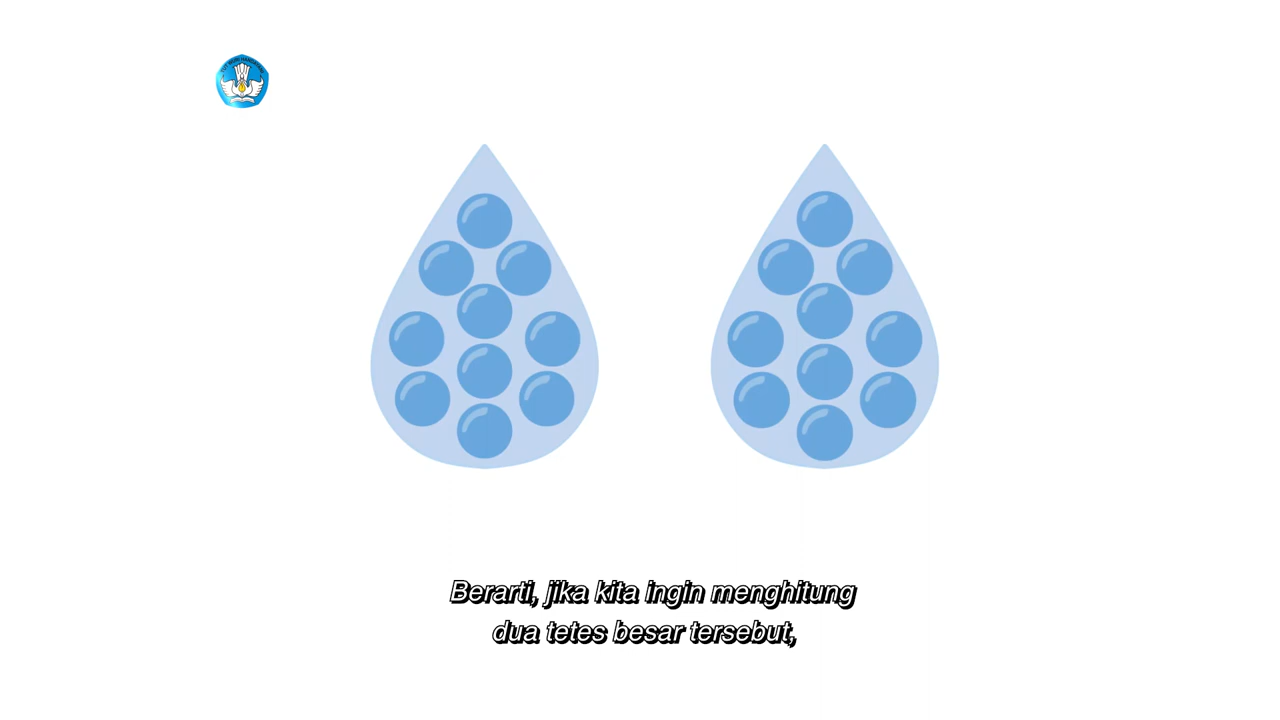 Berarti, jika kita ingin menghitung
dua tetes besar tersebut,